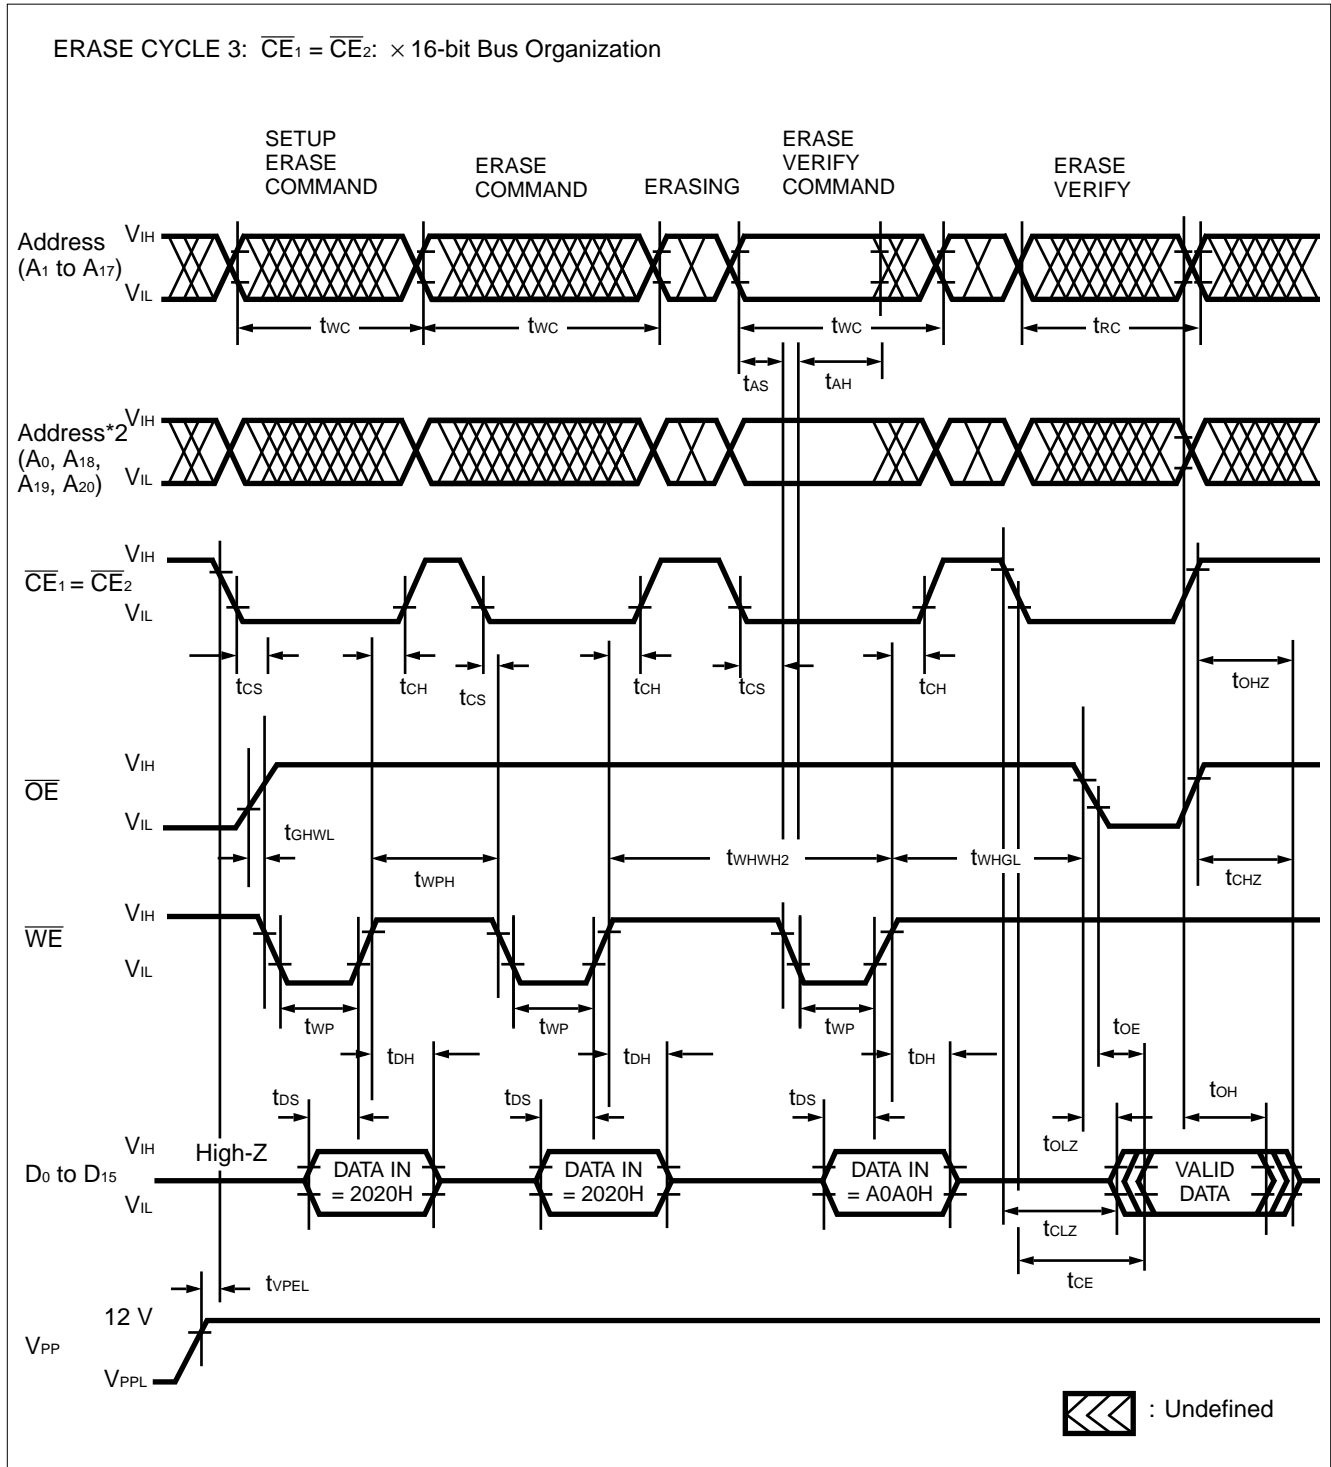 ERASE CYCLE 3: CE1 = CE2: × 16-bit Bus Organization
SETUP
ERASE
COMMAND
ERASE
COMMAND
ERASING
ERASE
VERIFY
COMMAND
ERASE
VERIFY
Address
(A1 to A17)
VIH
VIL
tWC
tWC
tWC
tRC
tAS
tAH
Address*2
(A0, A18,
A19, A20)
VIH
VIL
CE1 = CE2
VIH
VIL
tCS
tCH
tCS
tCH
tCS
tCH
tOHZ
OE
VIH
VIL
tGHWL
tWPH
tWHWH2
tWHGL
tCHZ
WE
VIH
VIL
tWP
tWP
tWP
tOE
tDH
tDH
tDH
tDS
tDS
tDS
tOH
tOLZ
D0 to D15
VIH
VIL
High-Z
DATA IN
= 2020H
DATA IN
= 2020H
DATA IN
= A0A0H
VALID
DATA
tCLZ
tCE
tVPEL
12 V
VPP
VPPL
: Undefined